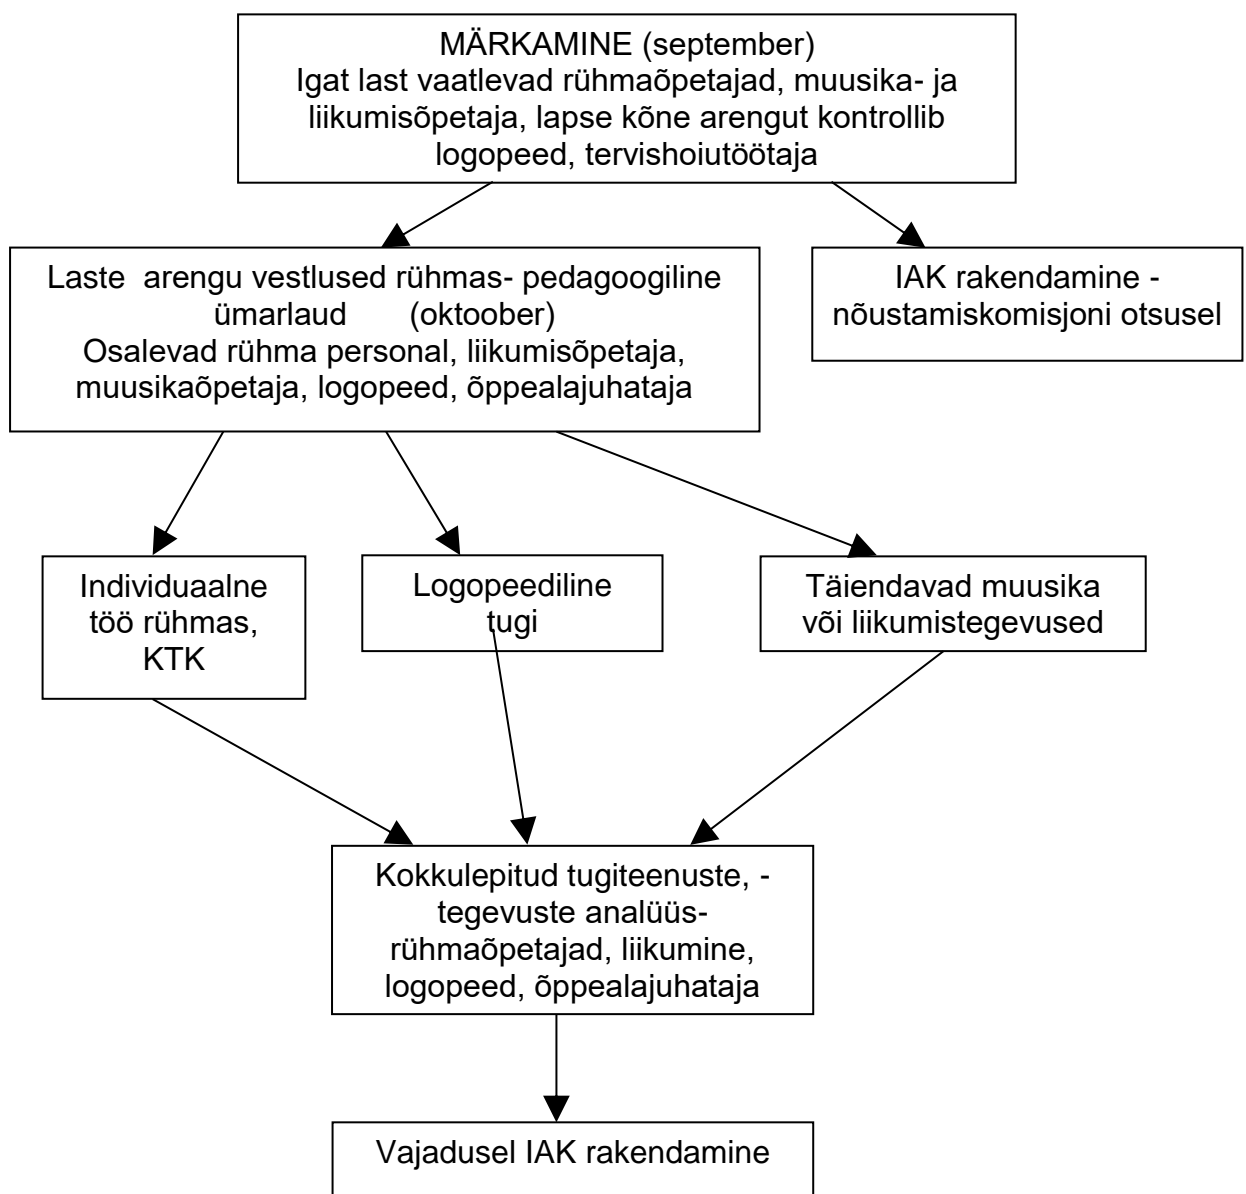 MÄRKAMINE (september)
Igat last vaatlevad rühmaõpetajad, muusika- ja
liikumisõpetaja, lapse kõne arengut kontrollib
logopeed, tervishoiutöötaja
Laste  arengu vestlused rühmas- pedagoogiline
ümarlaud       (oktoober)
Osalevad rühma personal, liikumisõpetaja,
muusikaõpetaja, logopeed, õppealajuhataja
IAK rakendamine -
nõustamiskomisjoni otsusel
Individuaalne
töö rühmas,
KTK
Logopeediline
tugi
Täiendavad muusika
või liikumistegevused
Kokkulepitud tugiteenuste, -
tegevuste analüüs-
rühmaõpetajad, liikumine,
logopeed, õppealajuhataja
Vajadusel IAK rakendamine